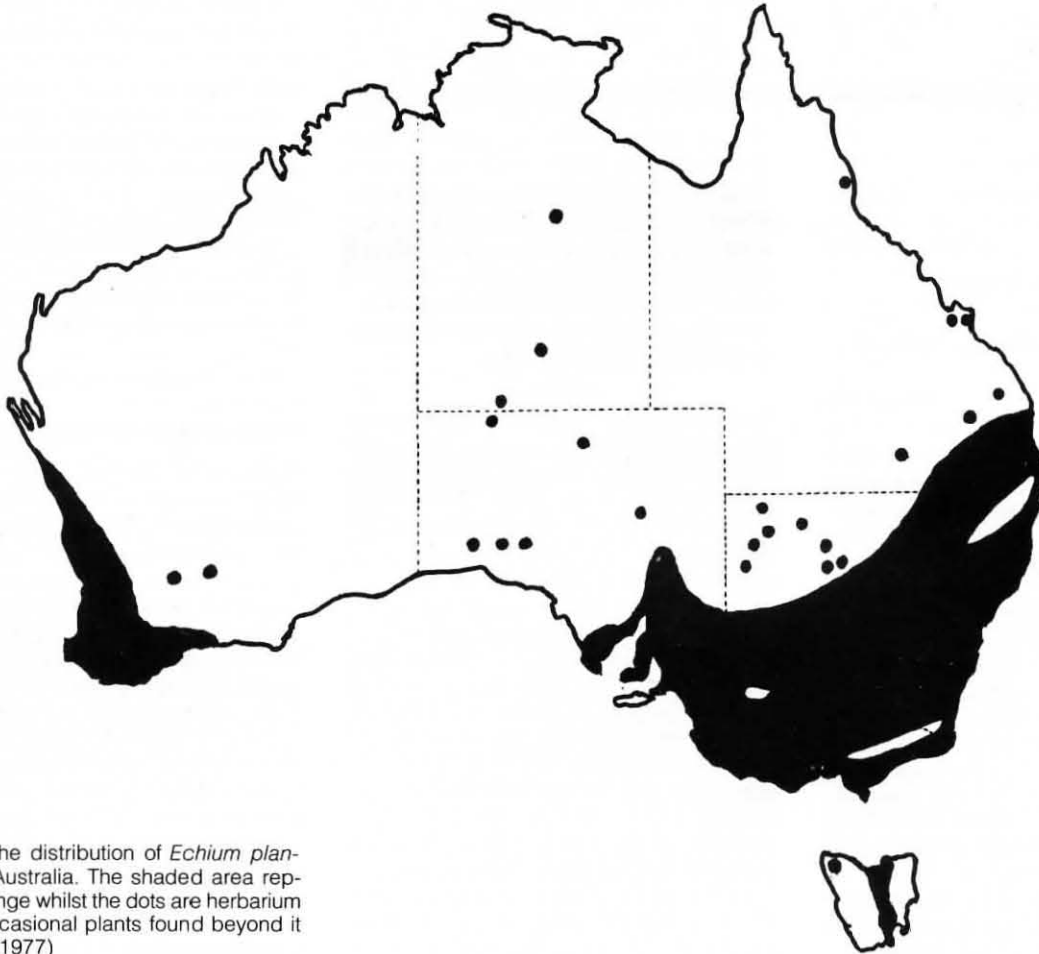 he distribution of Echium plan-
Australia. The shaded area rep-
nge whilst the dots are herbarium
casional plants found beyond it
1977)